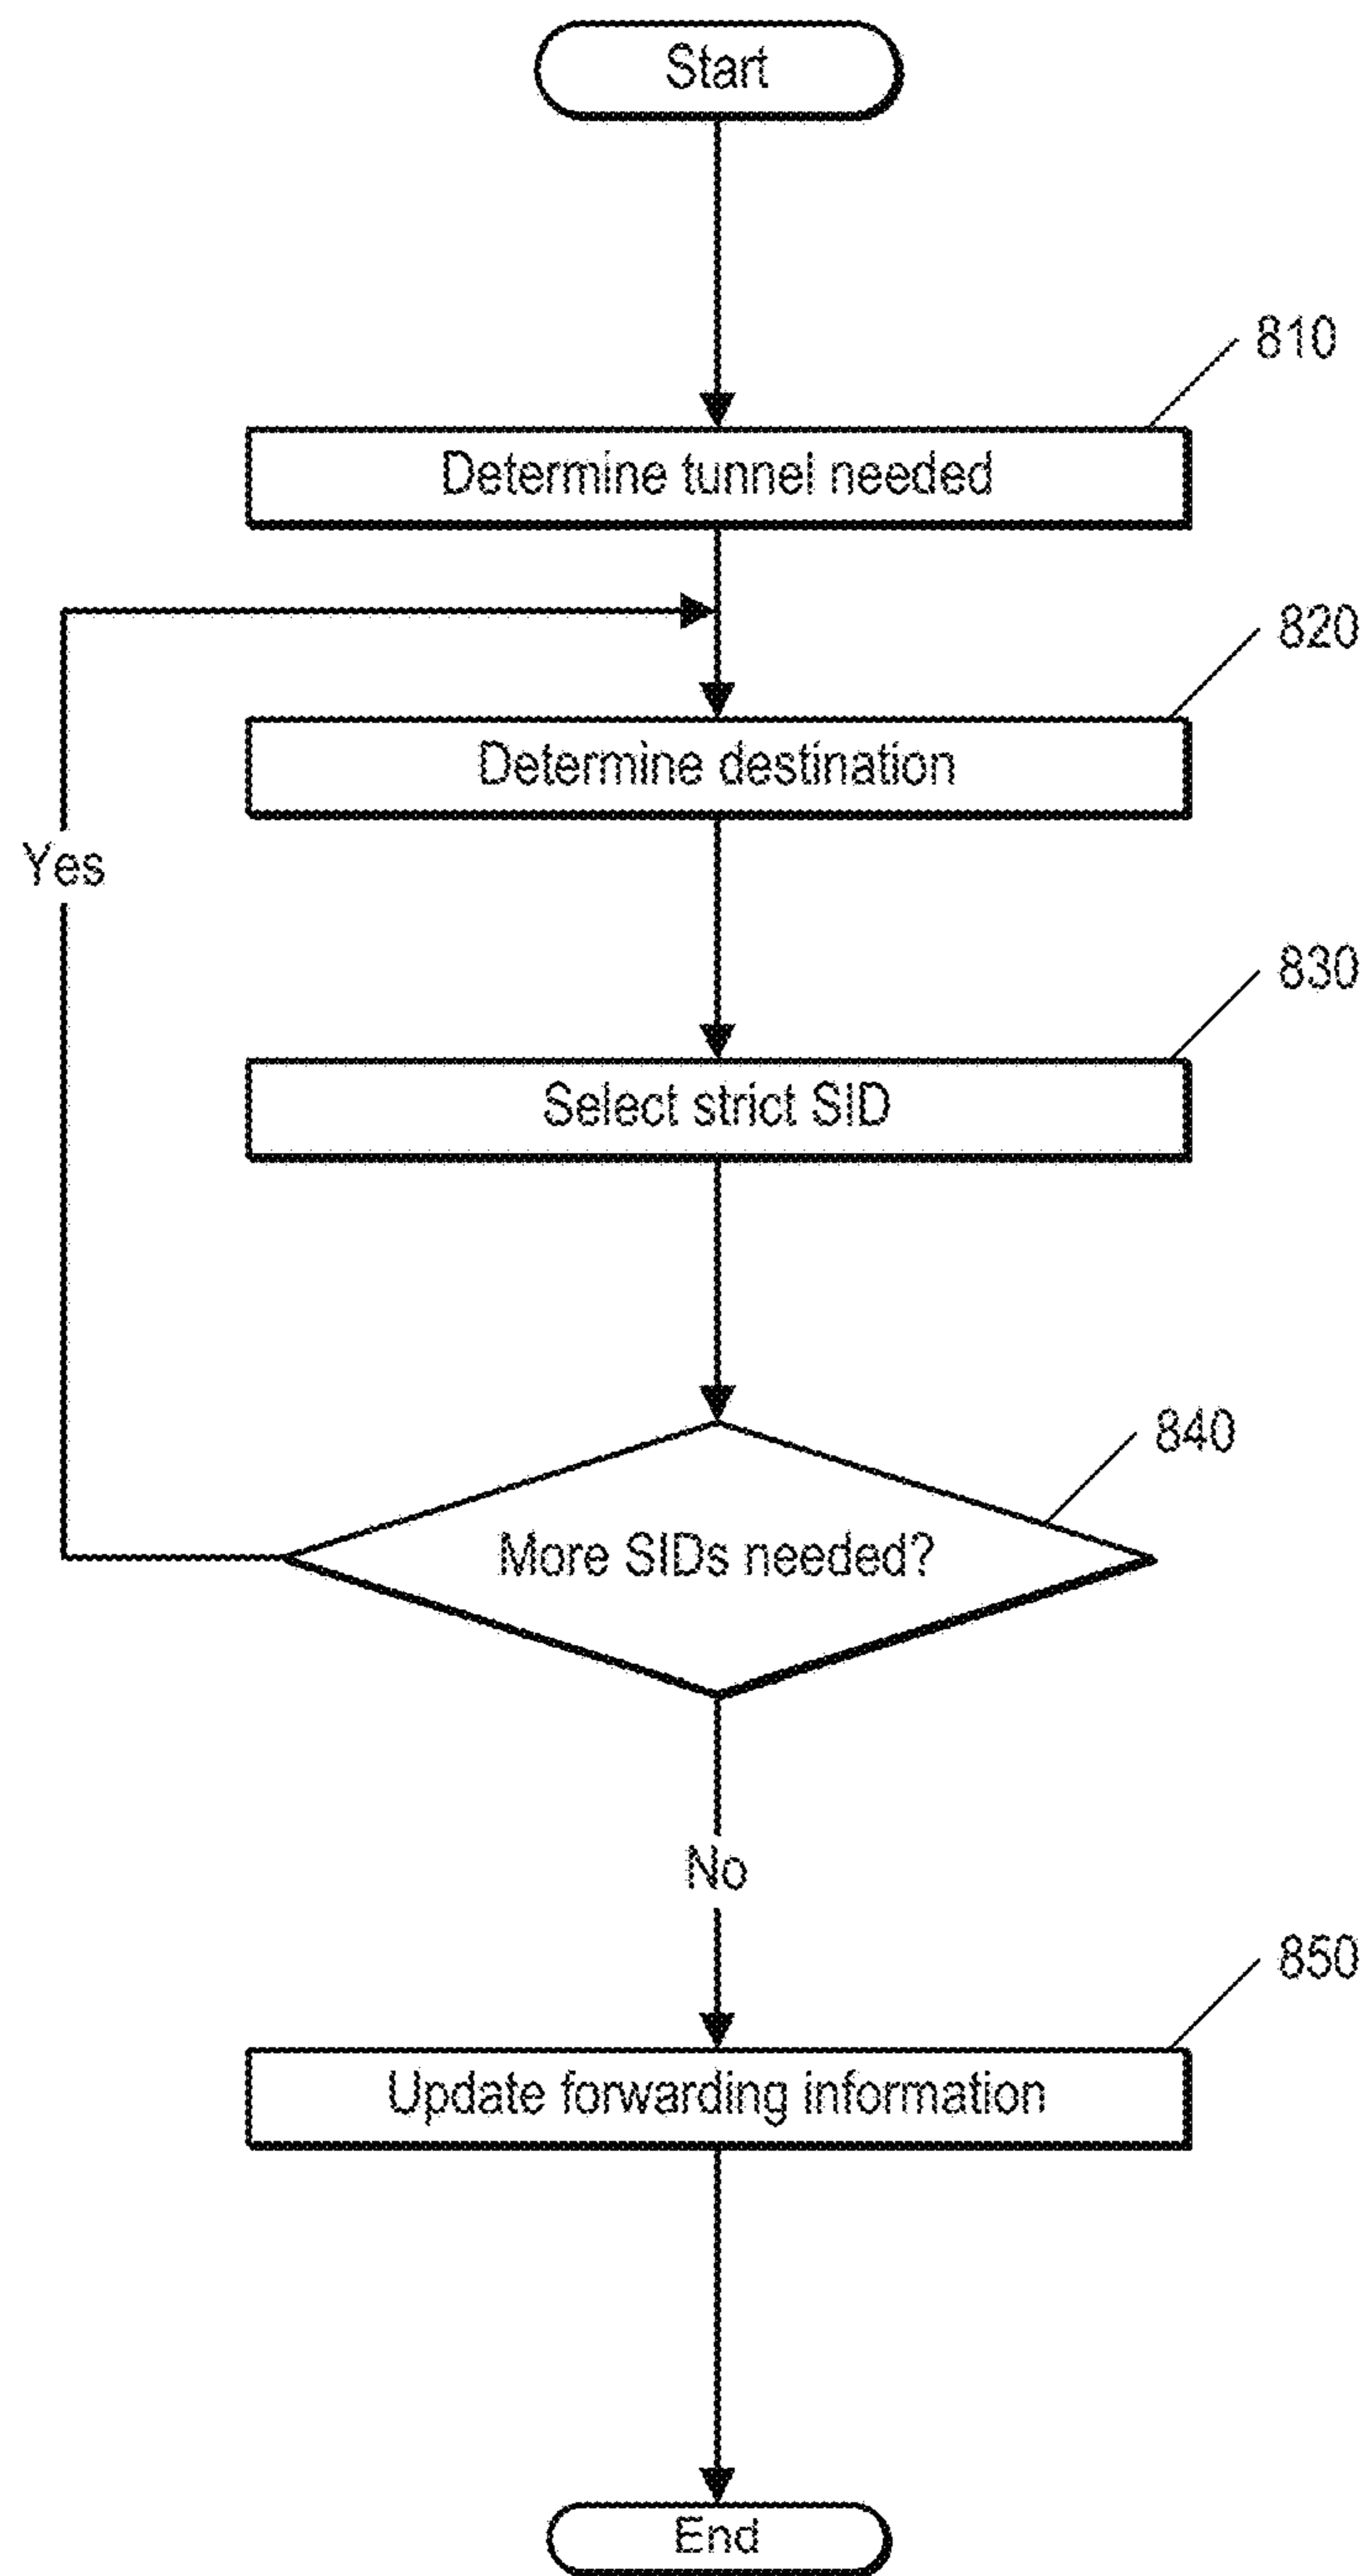 Start
810
Determine tunnel needed
820
Determine destination
Yes
830
Select strict SID
840
More SIDs needed?
No
850
Update forwarding information
End